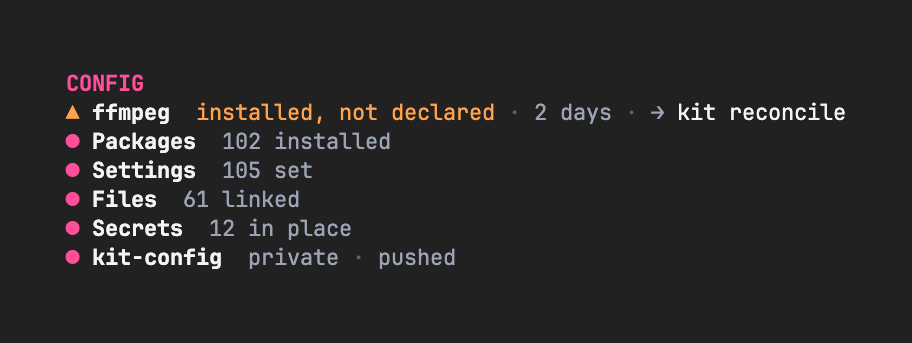 CONFIG
▲ ffmpeg  installed, not declared · 2 days · → kit reconcile
● Packages  102 installed
● Settings  105 set
● Files  61 linked
● Secrets  12 in place
● kit-config  private · pushed